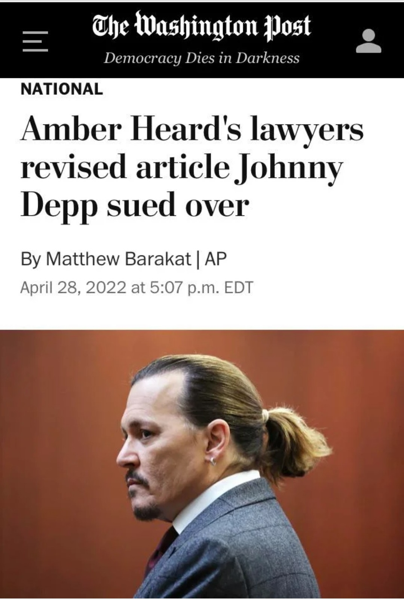 The Washington Post
Democracy Dies in Darkness
NATIONAL
Amber Heard's lawyers
revised article Johnny
Depp sued over
By Matthew Barakat | AP
April 28, 2022 at 5:07 p.m. EDT